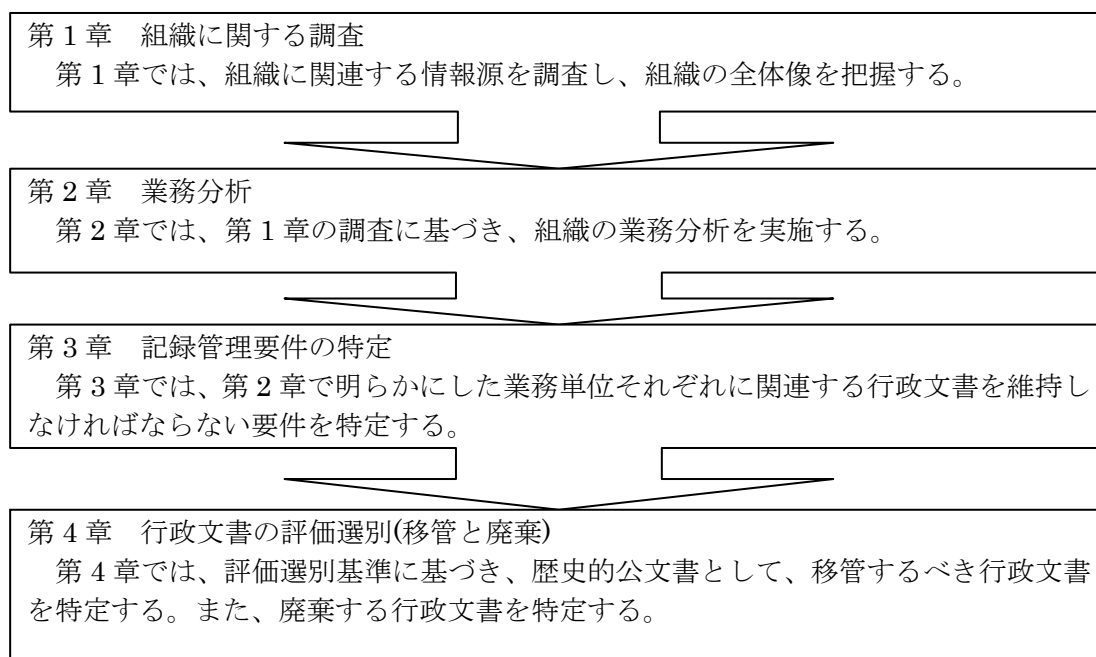 第 1 章　組織に関する調査
　第 1 章では、組織に関連する情報源を調査し、組織の全体像を把握する。
第 2 章　業務分析
　第 2 章では、第 1 章の調査に基づき、組織の業務分析を実施する。
第 3 章　記録管理要件の特定
　第 3 章では、第 2 章で明らかにした業務単位それぞれに関連する行政文書を維持し
なければならない要件を特定する。
第 4 章　行政文書の評価選別(移管と廃棄)
　第 4 章では、評価選別基準に基づき、歴史的公文書として、移管するべき行政文書
を特定する。また、廃棄する行政文書を特定する。